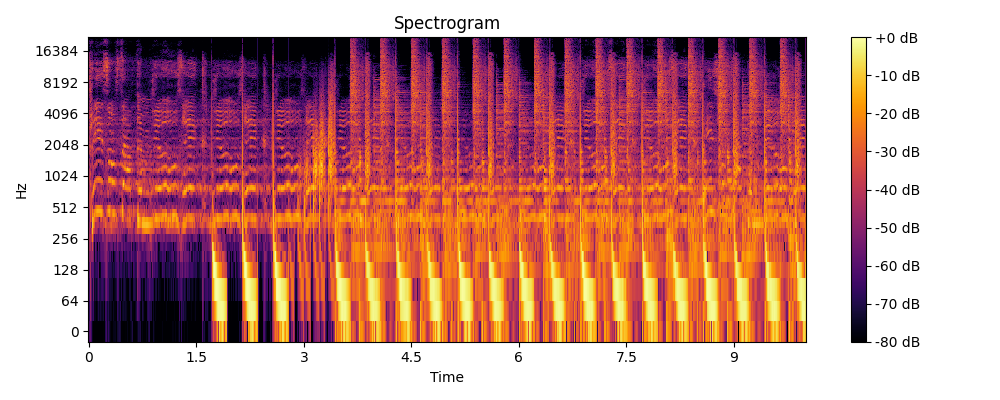 Spectrogram
Hz
16384
8192
4096
2048
1024
512
256
128
64
0
0 1.5 3 4.5 6 7.5 9
Time
+0 dB
-10 dB
-20 dB
-30 dB
-40 dB
-50 dB
-60 dB
-70 dB
-80 dB